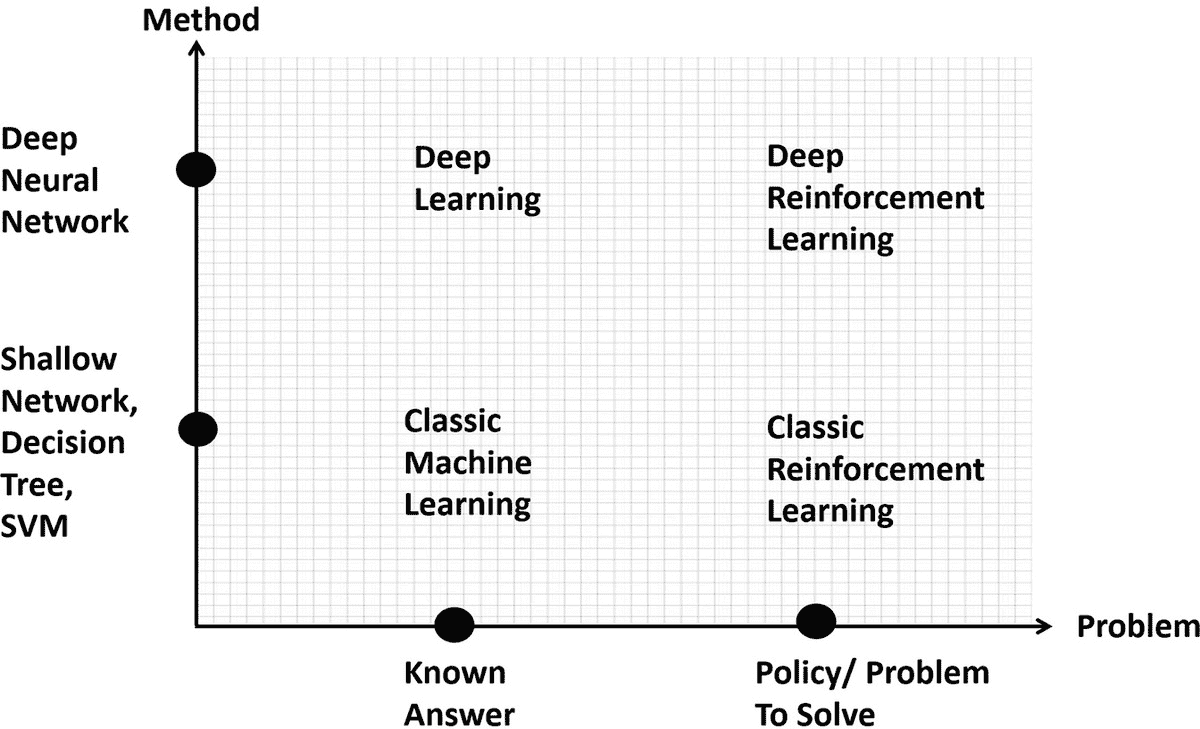 Method
Deep
Neural
Network
Deep
Learning
Deep
Reinforcement
Learning
Shallow
Network,
Decision
Tree,
SVM
Classic
Machine
Learning
Classic
Reinforcement
Learning
Problem
Known
Answer
Policy/ Problem
To Solve